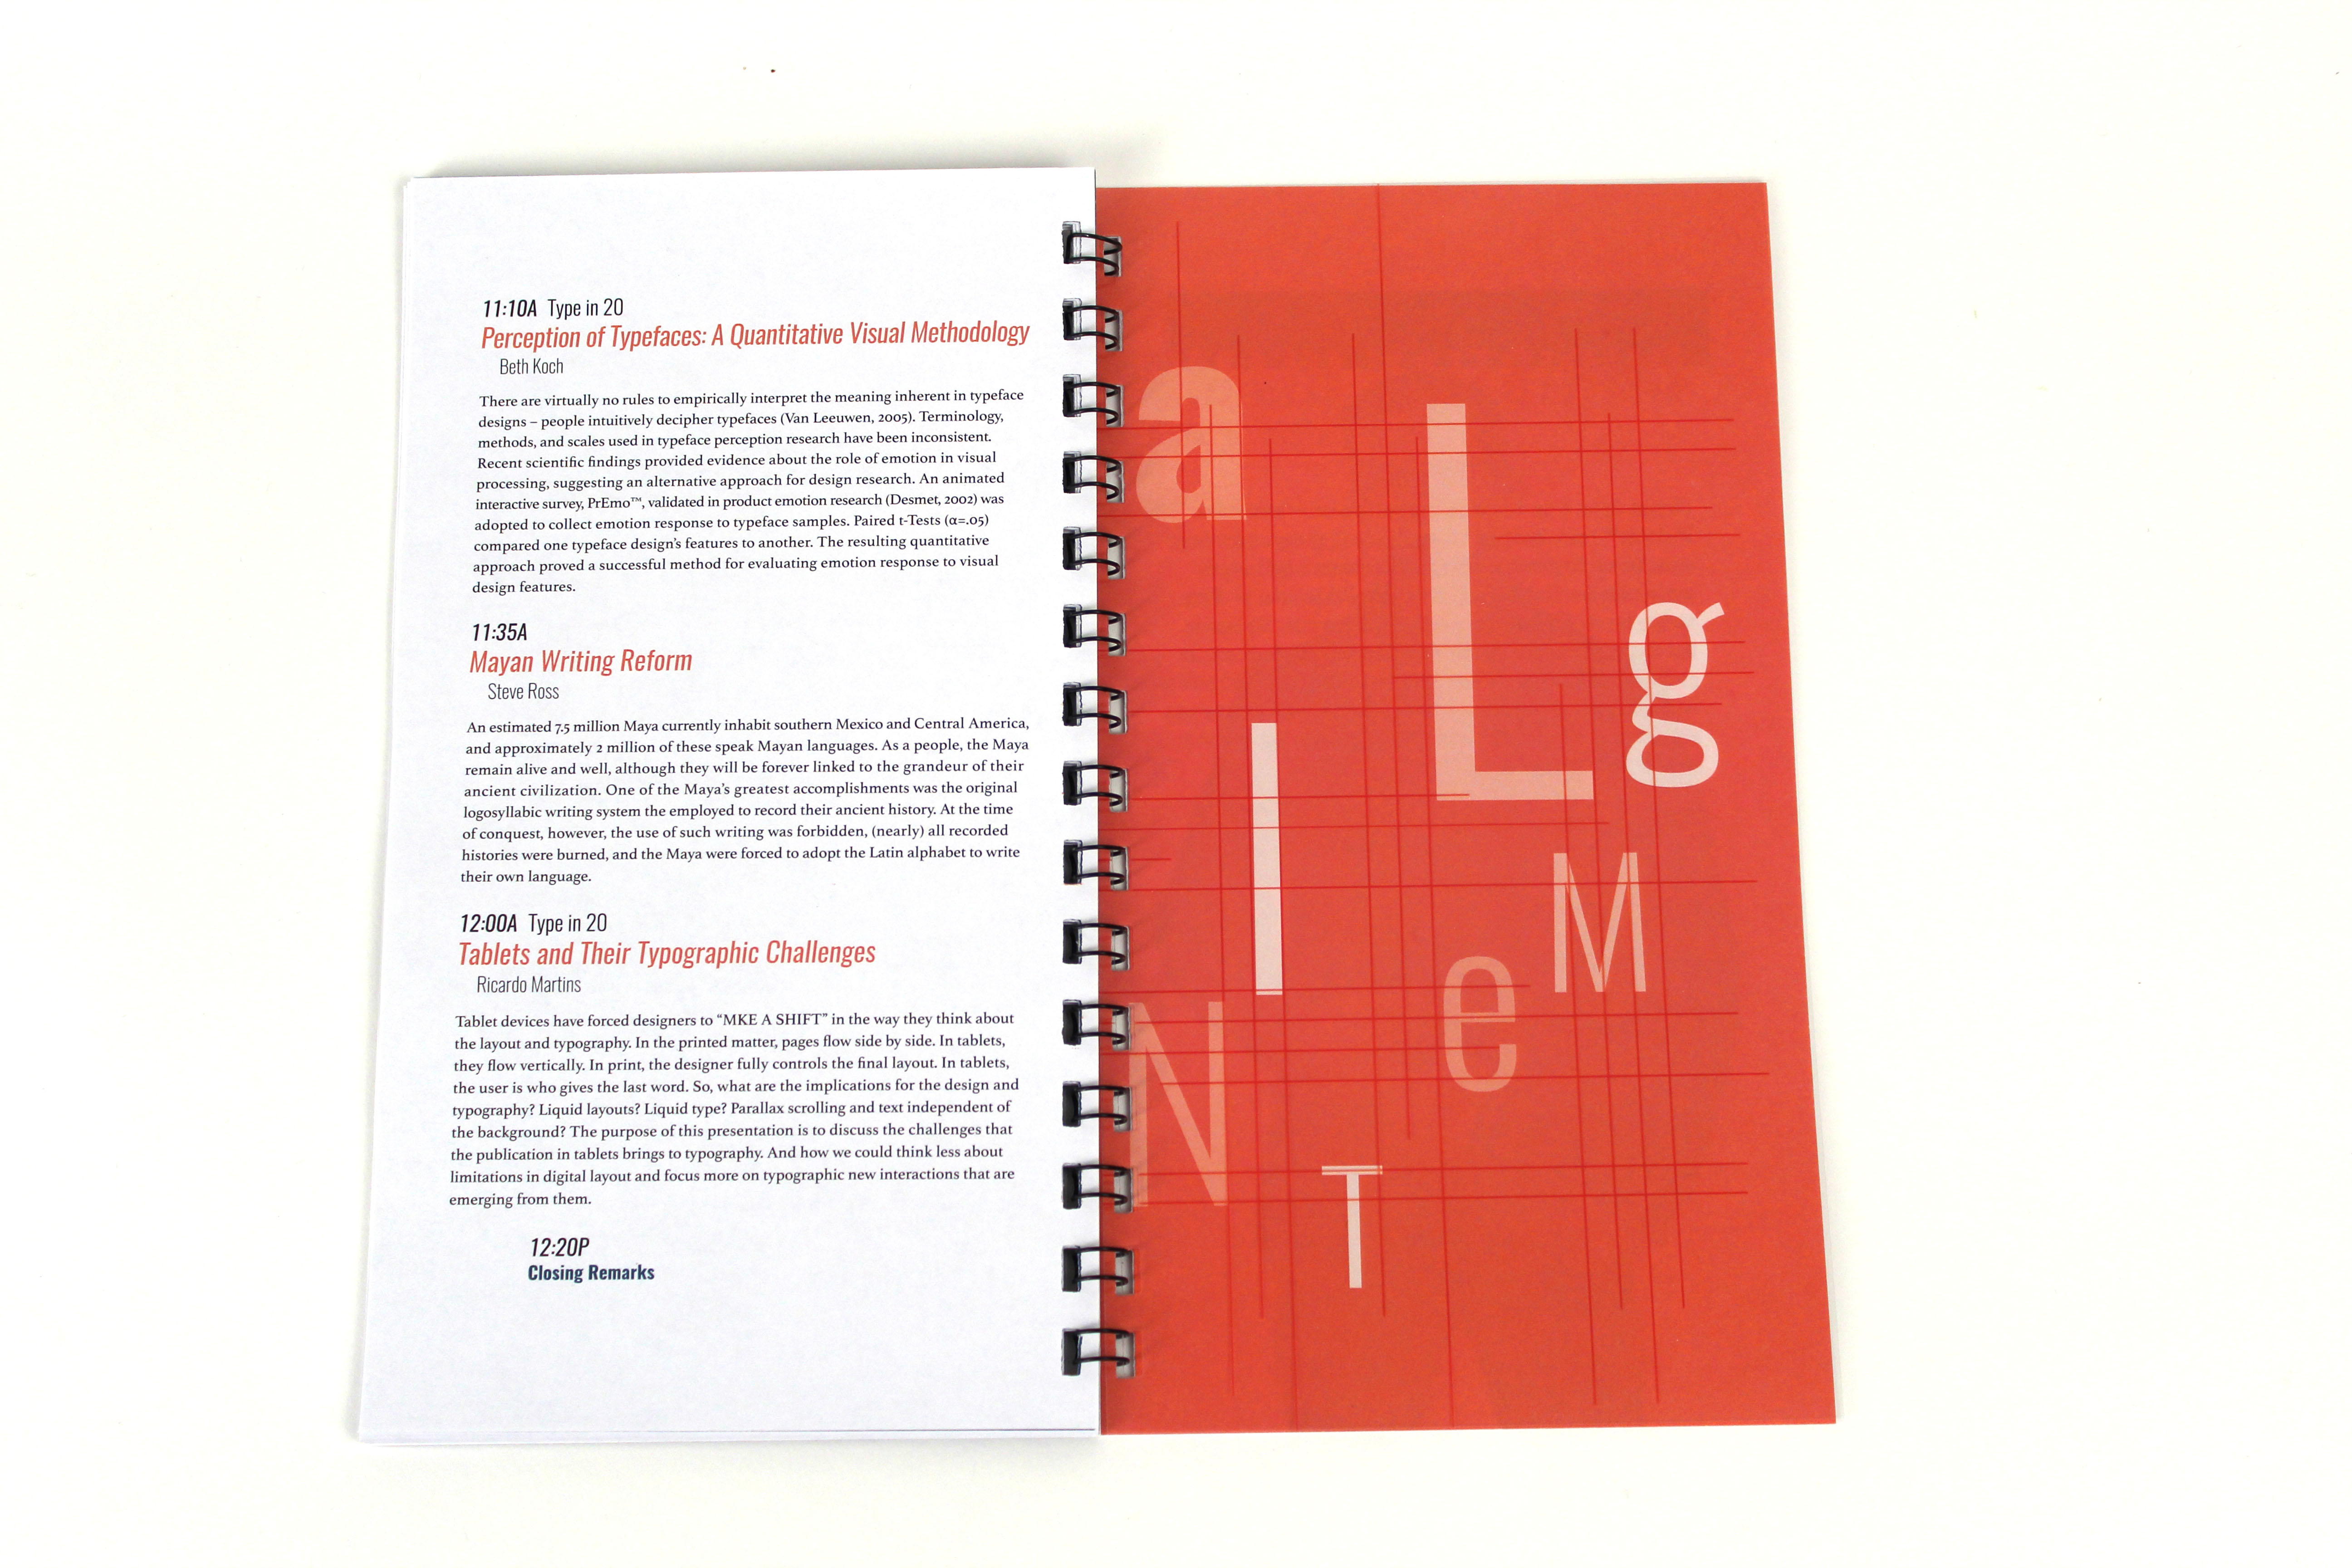 11:10A Type in 20
Perception of Typefaces: A Quantitative Visual Methodology
Beth Koch
There are virtually no rules to empirically interpret the meaning inherent in typeface
designs – people intuitively decipher typefaces (Van Leeuwen, 2005). Terminology,
methods, and scales used in typeface perception research have been inconsistent.
Recent scientific findings provided evidence about the role of emotion in visual
processing, suggesting an alternative approach for design research. An animated
interactive survey, PrEmo™, validated in product emotion research (Desmet, 2002) was
adopted to collect emotion response to typeface samples. Paired t-Tests (α=.05)
compared one typeface design’s features to another. The resulting quantitative
approach proved a successful method for evaluating emotion response to visual
design features.
11:35A
Mayan Writing Reform
Steve Ross
An estimated 7.5 million Maya currently inhabit southern Mexico and Central America,
and approximately 2 million of these speak Mayan languages. As a people, the Maya
remain alive and well, although they will be forever linked to the grandeur of their
ancient civilization. One of the Maya’s greatest accomplishments was the original
logosyllabic writing system the employed to record their ancient history. At the time
of conquest, however, the use of such writing was forbidden, (nearly) all recorded
histories were burned, and the Maya were forced to adopt the Latin alphabet to write
their own language.
12:00A Type in 20
Tablets and Their Typographic Challenges
Ricardo Martins
Tablet devices have forced designers to “MKE A SHIFT” in the way they think about
the layout and typography. In the printed matter, pages flow side by side. In tablets,
they flow vertically. In print, the designer fully controls the final layout. In tablets,
the user is who gives the last word. So, what are the implications for the design and
typography? Liquid layouts? Liquid type? Parallax scrolling and text independent of
the background? The purpose of this presentation is to discuss the challenges that
the publication in tablets brings to typography. And how we could think less about
limitations in digital layout and focus more on typographic new interactions that are
emerging from them.
12:20P
Closing Remarks
a
L
g
I
M
e
N
T